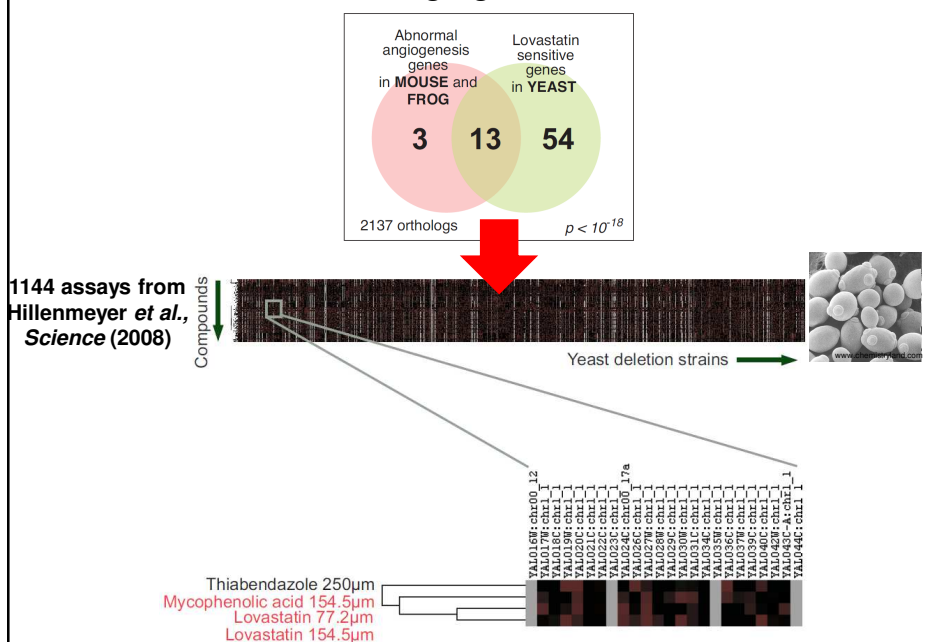 Abnormal
angiogenesis
genes
in MOUSE and
FROG
Lovastatin
sensitive
genes
in YEAST
3 13 54
2137 orthologs
p < 10⁻¹⁸
1144 assays from
Hillenmeyer et al.,
Science (2008)
Compounds
Yeast deletion strains
www.chemistryland.com
YAL016W:chr00_12
YAL017W:chr1_1
YAL018C:chr1_1
YAL019W:chr1_1
YAL020C:chr1_1
YAL021C:chr1_1
YAL022C:chr1_1
YAL023C:chr1_1
YAL024C:chr00_17a
YAL026C:chr1_1
YAL027W:chr1_1
YAL028W:chr1_1
YAL029C:chr1_1
YAL030W:chr1_1
YAL031C:chr1_1
YAL034C:chr1_1
YAL035W:chr1_1
YAL036C:chr1_1
YAL037W:chr1_1
YAL039C:chr1_1
YAL040C:chr1_1
YAL042W:chr1_1
YAL043C-A:chr1_1
YAL044C:chr1 1
Thiabendazole 250µm
Mycophenolic acid 154.5µm
Lovastatin 77.2µm
Lovastatin 154.5µm